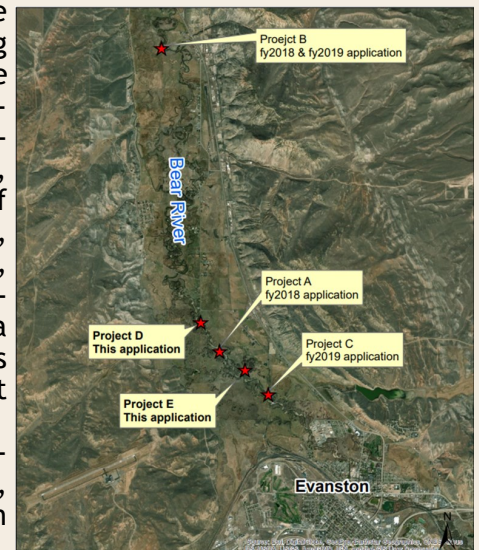 e
g
e
-
-
,
f
,
,
-
a
s
t
-
,
n
Proejct B
fy2018 & fy2019 application
Bear River
Project A
fy2018 application
Project D
This application
Project C
fy2019 application
Project E
This application
Evanston
N